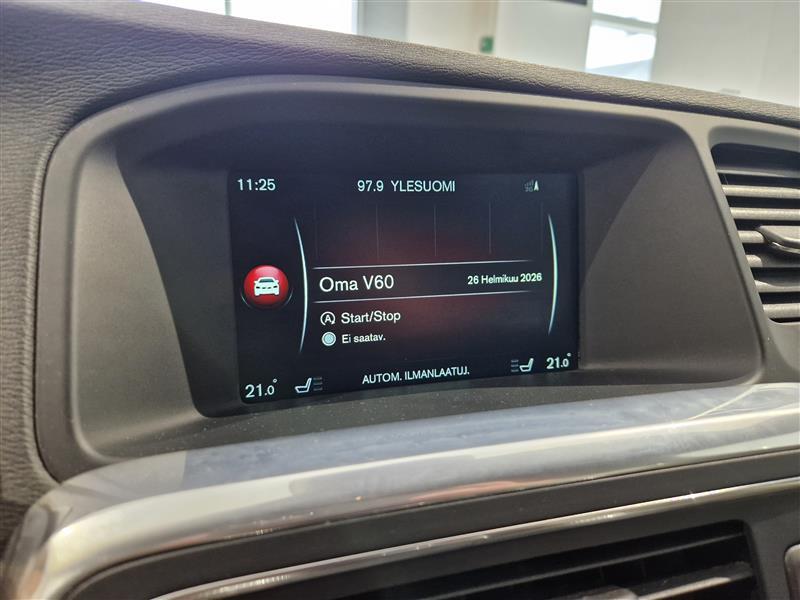 11:25 97.9 YLESUOMI
Oma V60 26 Helmikuu 2026
Start/Stop
Ei saatav.
21.0° AUTOM. ILMANLAATUJ. 21.0°